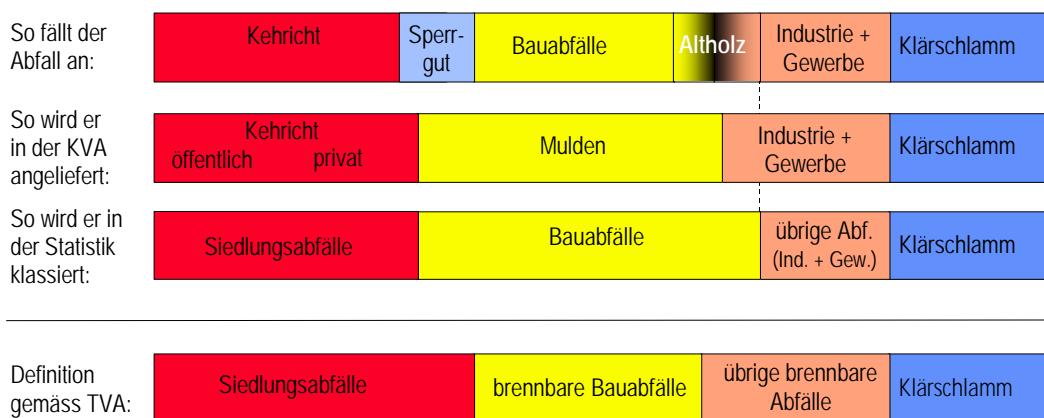 So fällt der
Abfall an:
Kehricht
Sperr-
gut
Bauabfälle
Altholz
Industrie +
Gewerbe
Klärschlamm
So wird er
in der KVA
angeliefert:
Kehricht
öffentlich privat
Mulden
Industrie +
Gewerbe
Klärschlamm
So wird er in
der Statistik
klassiert:
Siedlungsabfälle
Bauabfälle
übrige Abf.
(Ind. + Gew.)
Klärschlamm
Definition
gemäss TVA:
Siedlungsabfälle
brennbare Bauabfälle
übrige brennbare
Abfälle
Klärschlamm